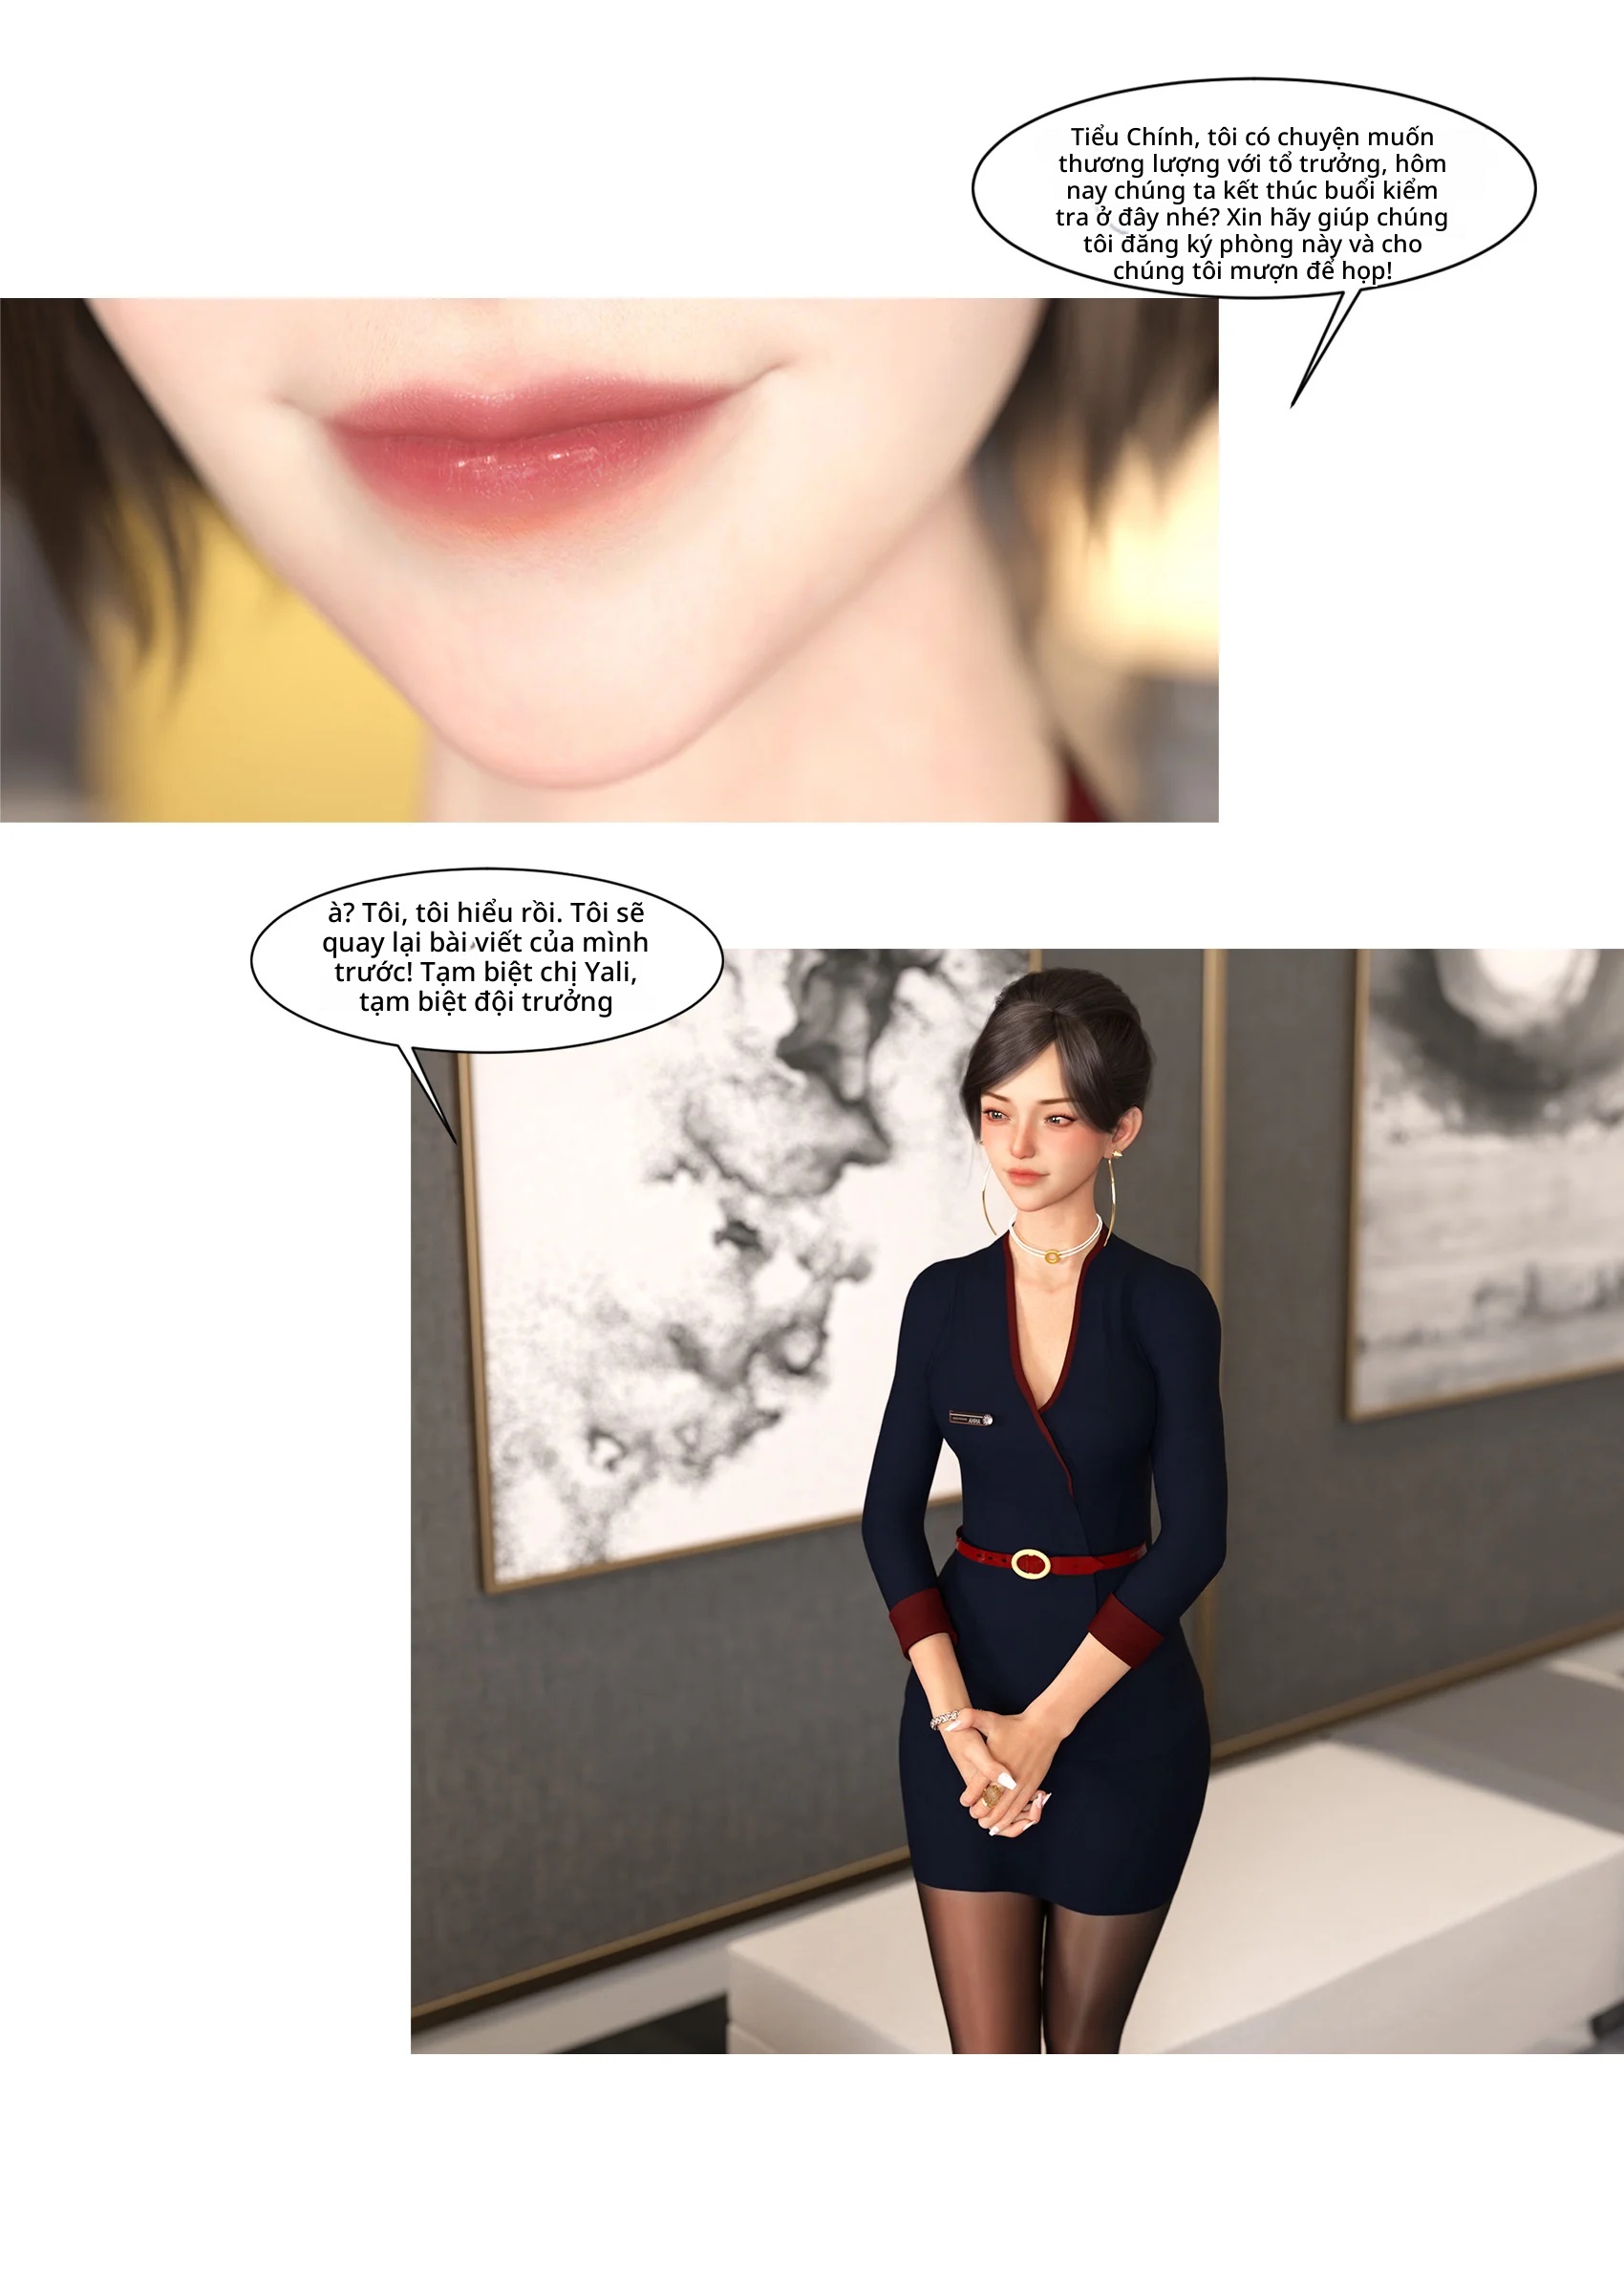 Tiểu Chính, tôi có chuyện muốn
thương lượng với tổ trưởng, hôm
nay chúng ta kết thúc buổi kiểm
tra ở đây nhé? Xin hãy giúp chúng
tôi đăng ký phòng này và cho
chúng tôi mượn để họp!
à? Tôi, tôi hiểu rồi. Tôi sẽ
quay lại bài viết của mình
trước! Tạm biệt chị Yali,
tạm biệt đội trưởng